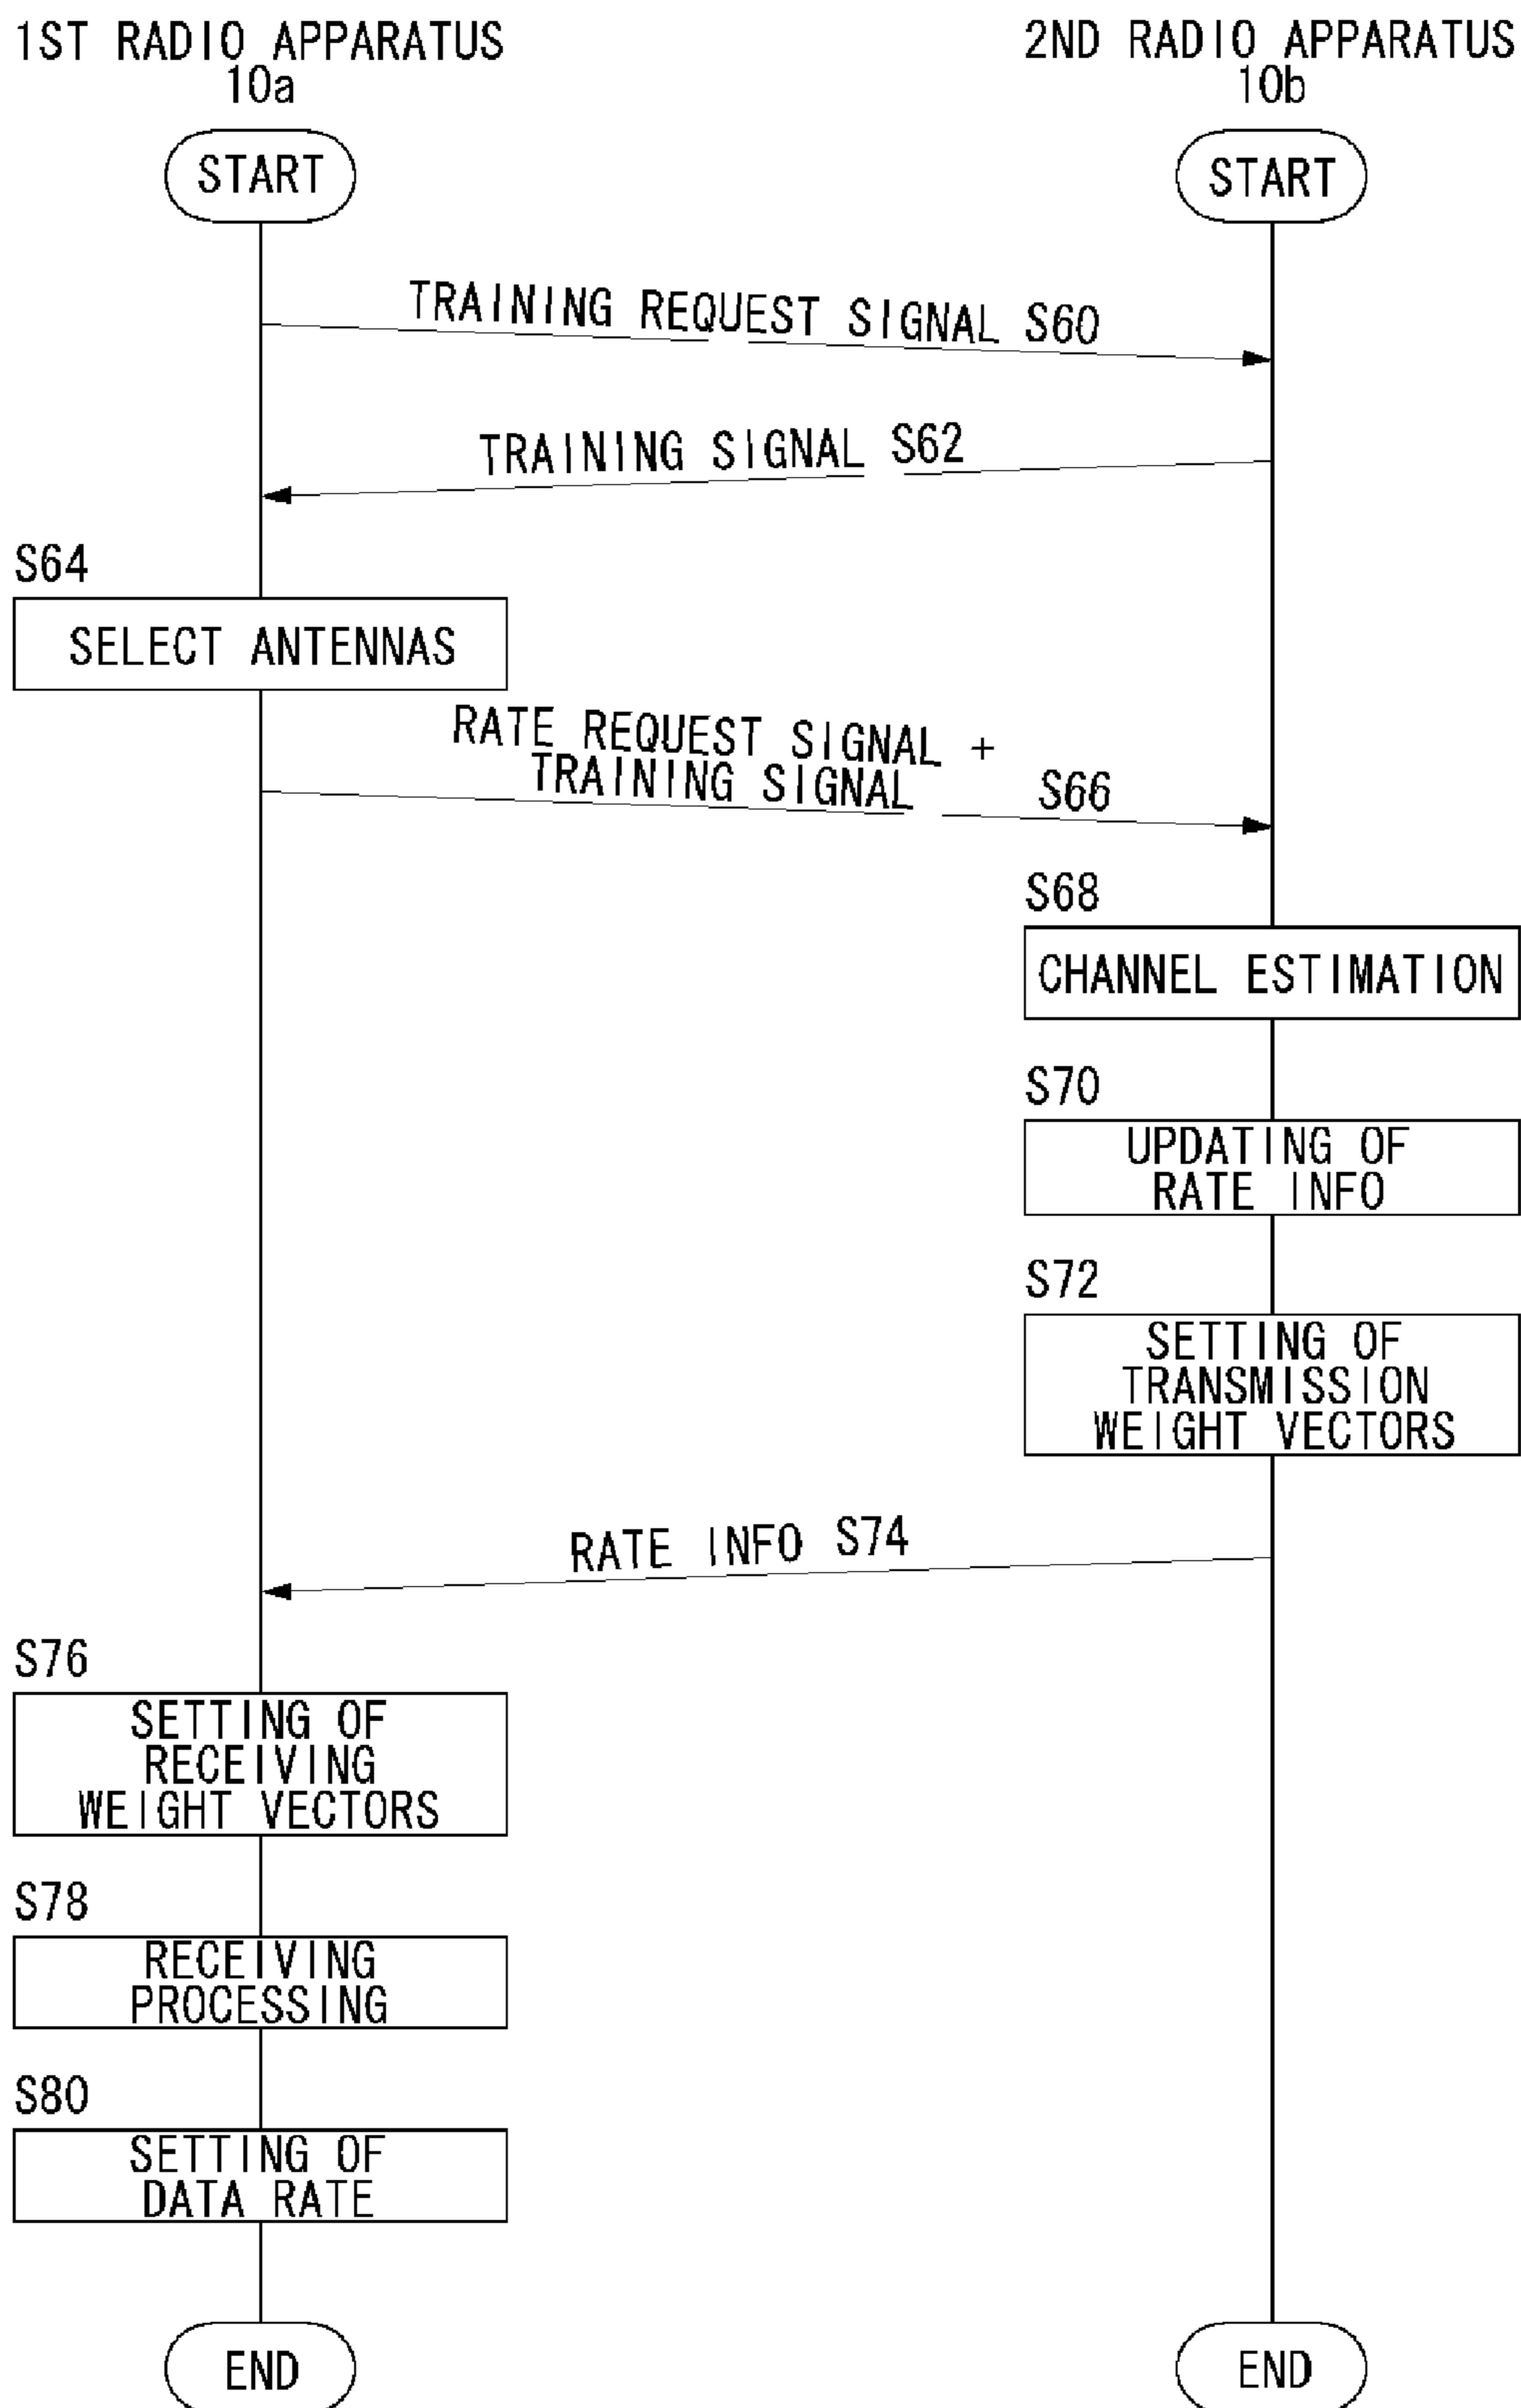 1ST RADIO APPARATUS
10a
2ND RADIO APPARATUS
10b
START
START
TRAINING REQUEST SIGNAL S60
TRAINING SIGNAL S62
S64
SELECT ANTENNAS
RATE REQUEST SIGNAL +
TRAINING SIGNAL S66
S68
CHANNEL ESTIMATION
S70
UPDATING OF
RATE INFO
S72
SETTING OF
TRANSMISSION
WEIGHT VECTORS
RATE INFO S74
S76
SETTING OF
RECEIVING
WEIGHT VECTORS
S78
RECEIVING
PROCESSING
S80
SETTING OF
DATA RATE
END
END